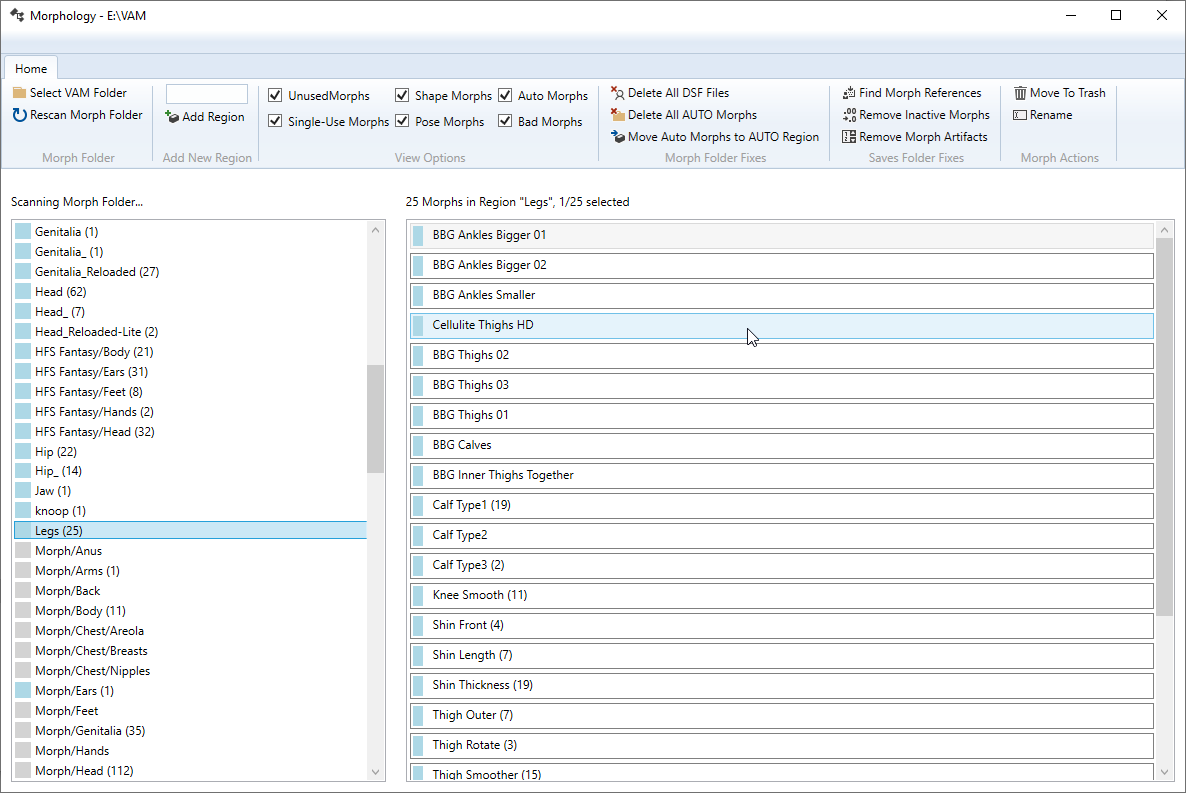 Morphology - E:\VAM
Home
Select VAM Folder
Rescan Morph Folder
Morph Folder
Add Region
Add New Region
UnusedMorphs
Shape Morphs
Auto Morphs
Single-Use Morphs
Pose Morphs
Bad Morphs
View Options
Delete All DSF Files
Delete All AUTO Morphs
Move Auto Morphs to AUTO Region
Morph Folder Fixes
Find Morph References
Remove Inactive Morphs
Remove Morph Artifacts
Saves Folder Fixes
Move To Trash
Rename
Morph Actions
Scanning Morph Folder...
Genitalia (1)
Genitalia_ (1)
Genitalia_Reloaded (27)
Head (62)
Head_ (7)
Head_Reloaded-Lite (2)
HFS Fantasy/Body (21)
HFS Fantasy/Ears (31)
HFS Fantasy/Feet (8)
HFS Fantasy/Hands (2)
HFS Fantasy/Head (32)
Hip (22)
Hip_ (14)
Jaw (1)
knoop (1)
Legs (25)
Morph/Anus
Morph/Arms (1)
Morph/Back
Morph/Body (11)
Morph/Chest/Areola
Morph/Chest/Breasts
Morph/Chest/Nipples
Morph/Ears (1)
Morph/Feet
Morph/Genitalia (35)
Morph/Hands
Morph/Head (112)
25 Morphs in Region "Legs", 1/25 selected
BBG Ankles Bigger 01
BBG Ankles Bigger 02
BBG Ankles Smaller
Cellulite Thighs HD
BBG Thighs 02
BBG Thighs 03
BBG Thighs 01
BBG Calves
BBG Inner Thighs Together
Calf Type1 (19)
Calf Type2
Calf Type3 (2)
Knee Smooth (11)
Shin Front (4)
Shin Length (7)
Shin Thickness (19)
Thigh Outer (7)
Thigh Rotate (3)
Thigh Smoother (15)